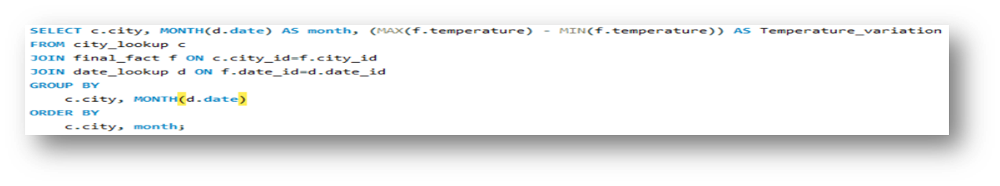 SELECT c.city, MONTH(d.date) AS month, (MAX(f.temperature) - MIN(f.temperature)) AS Temperature_variation
FROM city_lookup c
JOIN final_fact f ON c.city_id=f.city_id
JOIN date_lookup d ON f.date_id=d.date_id
GROUP BY
    c.city, MONTH(d.date)
ORDER BY
    c.city, month;